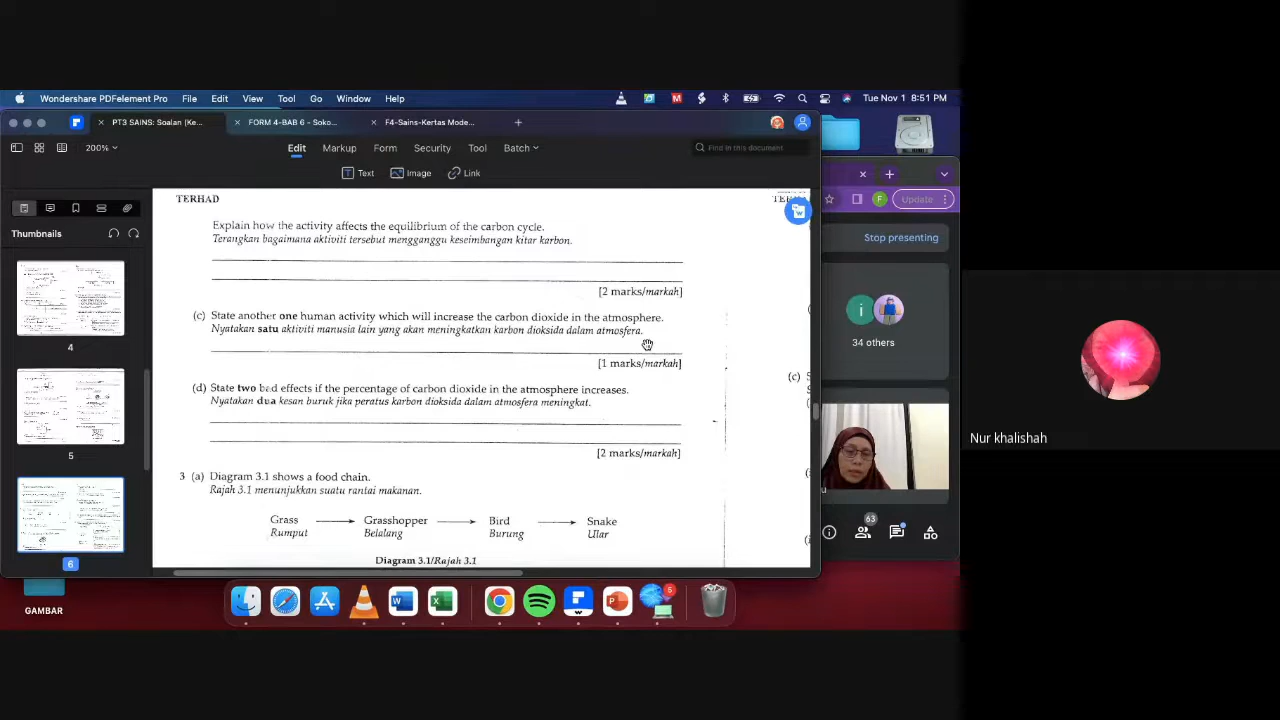 Wondershare PDFelement Pro File Edit View Tool Go Window Help
Tue Nov 1 8:51 PM
PT3 SAINS: Soalan (Ke...
FORM 4-BAB 6 - Soko...
F4-Sains-Kertas Mode...
200%
Edit Markup Form Security Tool Batch
Find in this document
Text Image Link
Update
Thumbnails
4
5
6
TERHAD
Explain how the activity affects the equilibrium of the carbon cycle.
Terangkan bagaimana aktiviti tersebut mengganggu keseimbangan kitar karbon.
[2 marks/markah]
(c) State another one human activity which will increase the carbon dioxide in the atmosphere.
Nyatakan satu aktiviti manusia lain yang akan meningkatkan karbon dioksida dalam atmosfera.
[1 marks/markah]
(d) State two bad effects if the percentage of carbon dioxide in the atmosphere increases.
Nyatakan dua kesan buruk jika peratus karbon dioksida dalam atmosfera meningkat.
[2 marks/markah]
3 (a) Diagram 3.1 shows a food chain.
Rajah 3.1 menunjukkan suatu rantai makanan.
Grass Grasshopper Bird Snake
Rumput Belalang Burung Ular
Diagram 3.1/Rajah 3.1
(c)
Stop presenting
i
34 others
63
Nur khalishah
GAMBAR
5